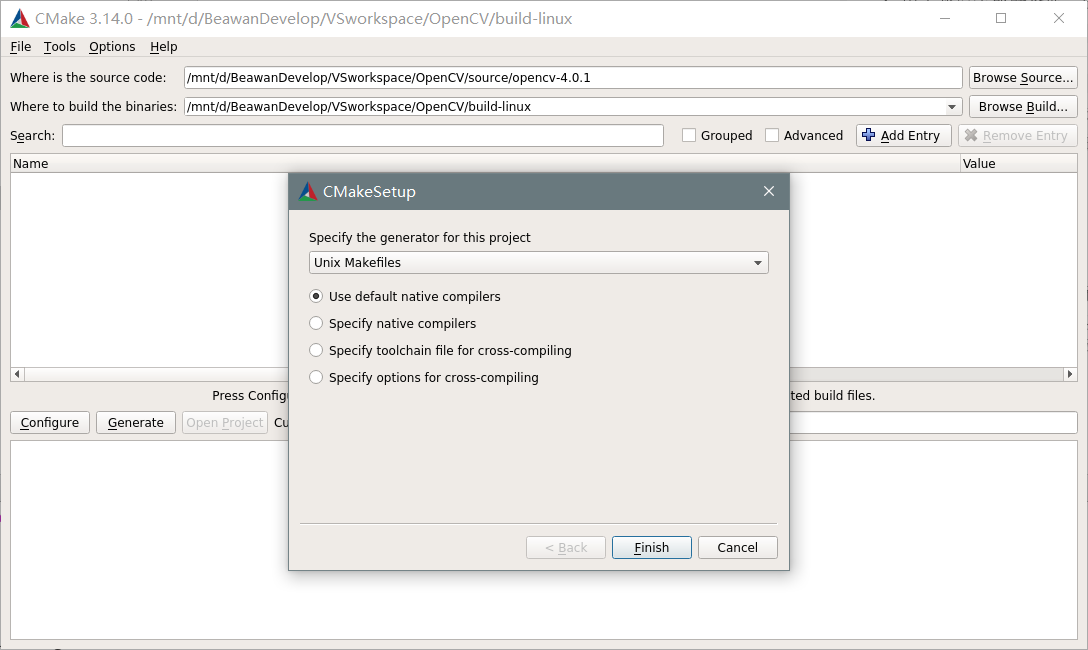 CMake 3.14.0 - /mnt/d/BeawanDevelop/VSworkspace/OpenCV/build-linux
File Tools Options Help
Where is the source code: /mnt/d/BeawanDevelop/VSworkspace/OpenCV/source/opencv-4.0.1 Browse Source...
Where to build the binaries: /mnt/d/BeawanDevelop/VSworkspace/OpenCV/build-linux Browse Build...
Search: Grouped Advanced Add Entry Remove Entry
Name Value
CMakeSetup
Specify the generator for this project
Unix Makefiles
Use default native compilers
Specify native compilers
Specify toolchain file for cross-compiling
Specify options for cross-compiling
< Back Finish Cancel
Press Configu ted build files.
Configure Generate Open Project Cu